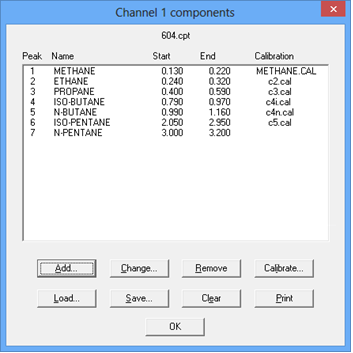 Channel 1 components
604.cpt
Peak Name Start End Calibration
1 METHANE 0.130 0.220 METHANE.CAL
2 ETHANE 0.240 0.320 c2.cal
3 PROPANE 0.400 0.590 c3.cal
4 ISO-BUTANE 0.790 0.970 c4i.cal
5 N-BUTANE 0.990 1.160 c4n.cal
6 ISO-PENTANE 2.050 2.950 c5.cal
7 N-PENTANE 3.000 3.200
Add... Change... Remove Calibrate...
Load... Save... Clear Print
OK